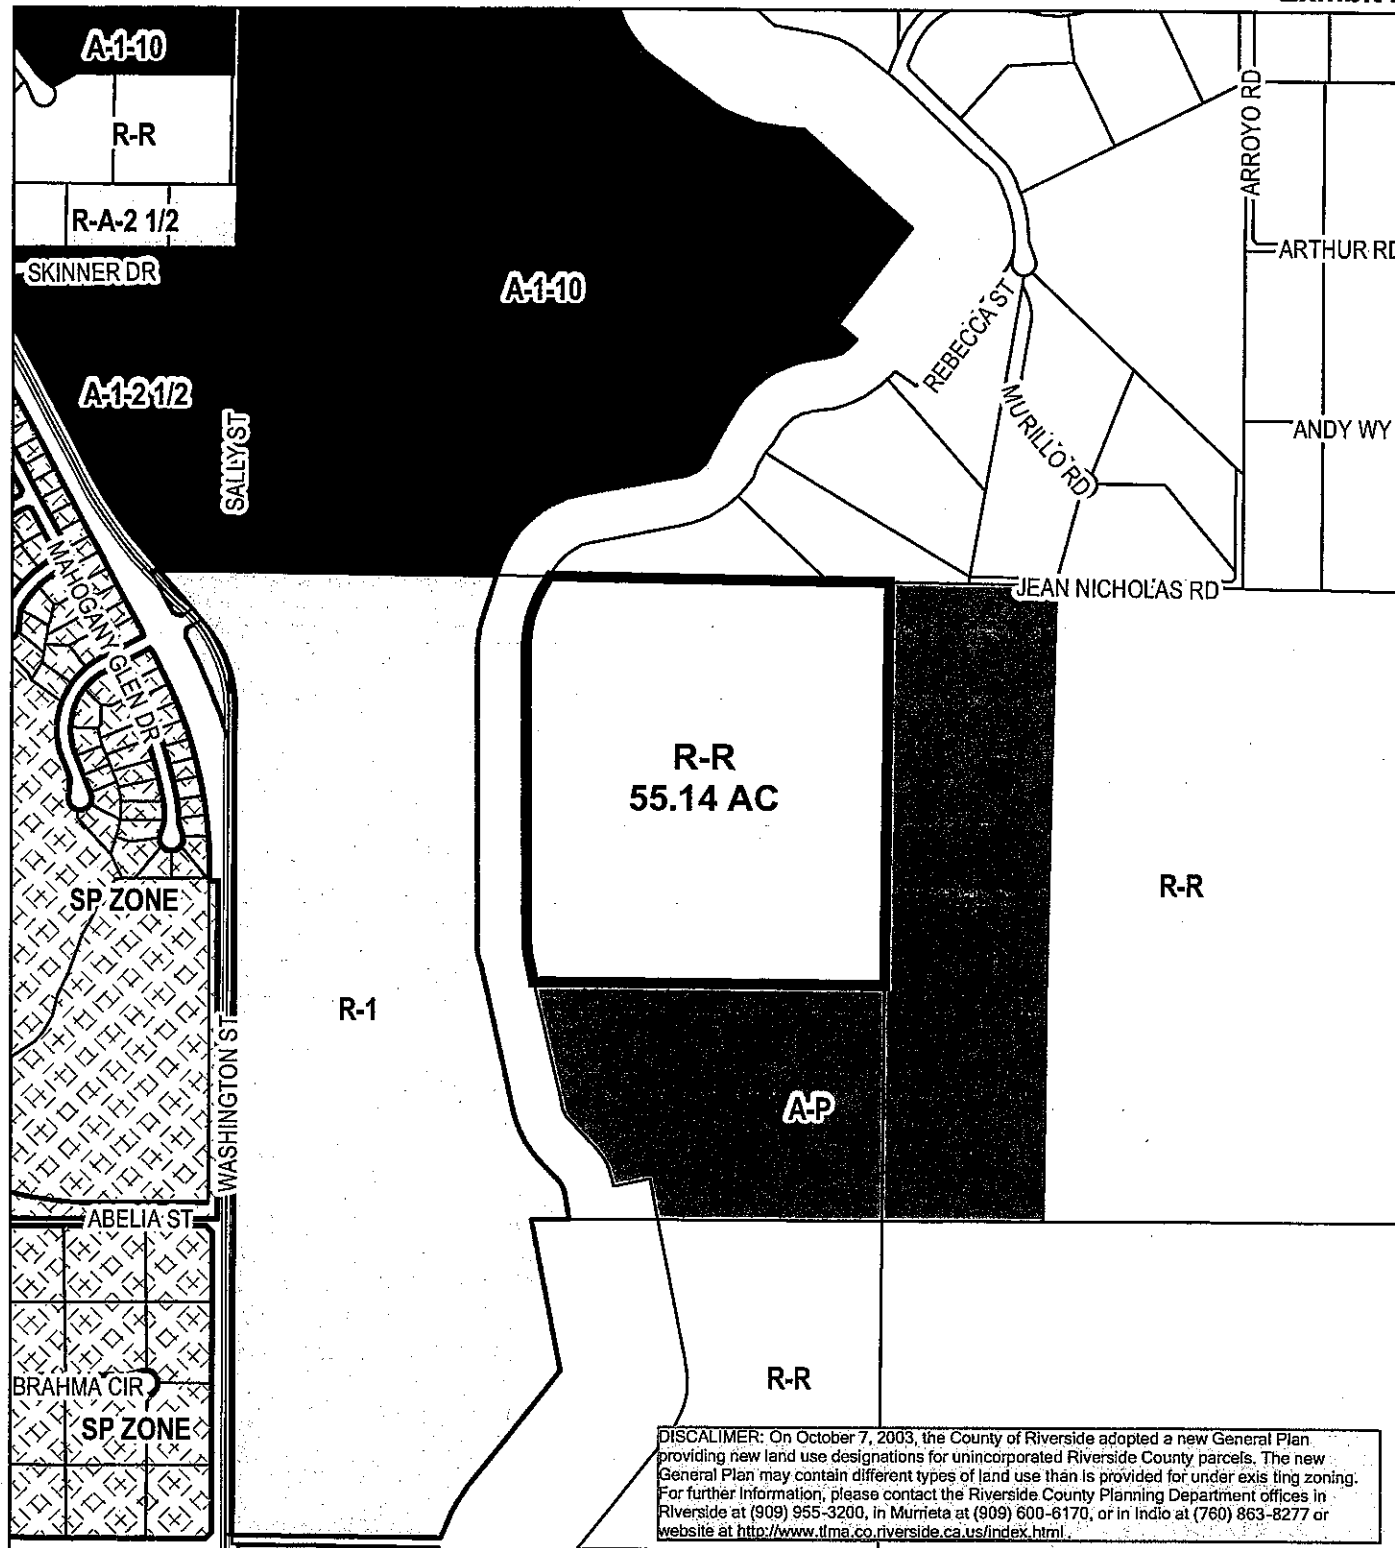 A-1-10
R-R
R-A-2 1/2
SKINNER DR
A-1-10
A-1-2 1/2
SALLY ST
ARROYO RD
ARTHUR RD
REBECCA ST
MURILLO RD
ANDY WY
JEAN NICHOLAS RD
MAHOGANY GLEN DR
R-R
55.14 AC
SP ZONE
R-R
R-1
WASHINGTON ST
A-P
ABELIA ST
BRAHMA CIR
SP ZONE
R-R
DISCALIMER: On October 7, 2003, the County of Riverside adopted a new General Plan
providing new land use designations for unincorporated Riverside County parcels. The new
General Plan may contain different types of land use than is provided for under exis ting zoning.
For further information, please contact the Riverside County Planning Department offices in
Riverside at (909) 955-3200, in Murrieta at (909) 600-6170, or in Indio at (760) 863-8277 or
website at http://www.tlma.co.riverside.ca.us/index.html